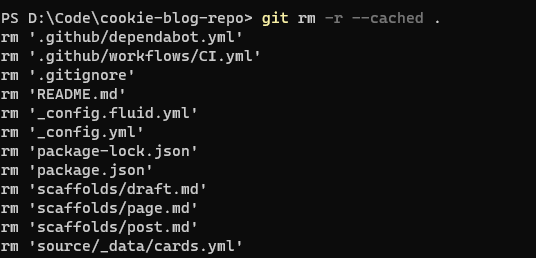 PS D:\Code\cookie-blog-repo> git rm -r --cached .
rm '.github/dependabot.yml'
rm '.github/workflows/CI.yml'
rm '.gitignore'
rm 'README.md'
rm '_config.fluid.yml'
rm '_config.yml'
rm 'package-lock.json'
rm 'package.json'
rm 'scaffolds/draft.md'
rm 'scaffolds/page.md'
rm 'scaffolds/post.md'
rm 'source/_data/cards.yml'